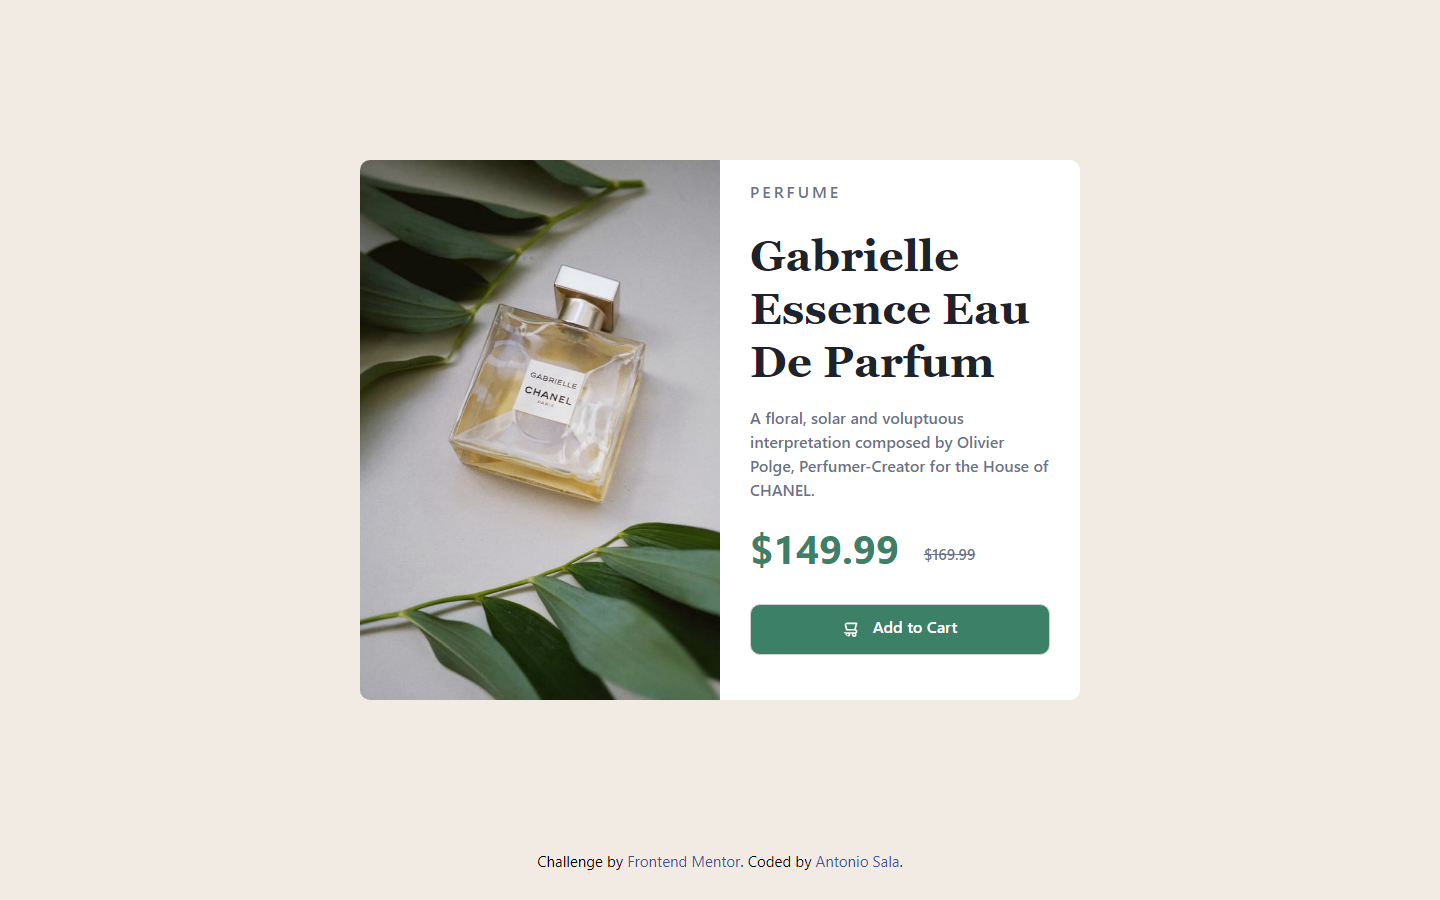 PERFUME
Gabrielle
Essence Eau
De Parfum
A floral, solar and voluptuous
interpretation composed by Olivier
Polge, Perfumer-Creator for the House of
CHANEL.
$149.99 $169.99
Add to Cart
GABRIELLE
CHANEL
PARIS
Challenge by Frontend Mentor. Coded by Antonio Sala.